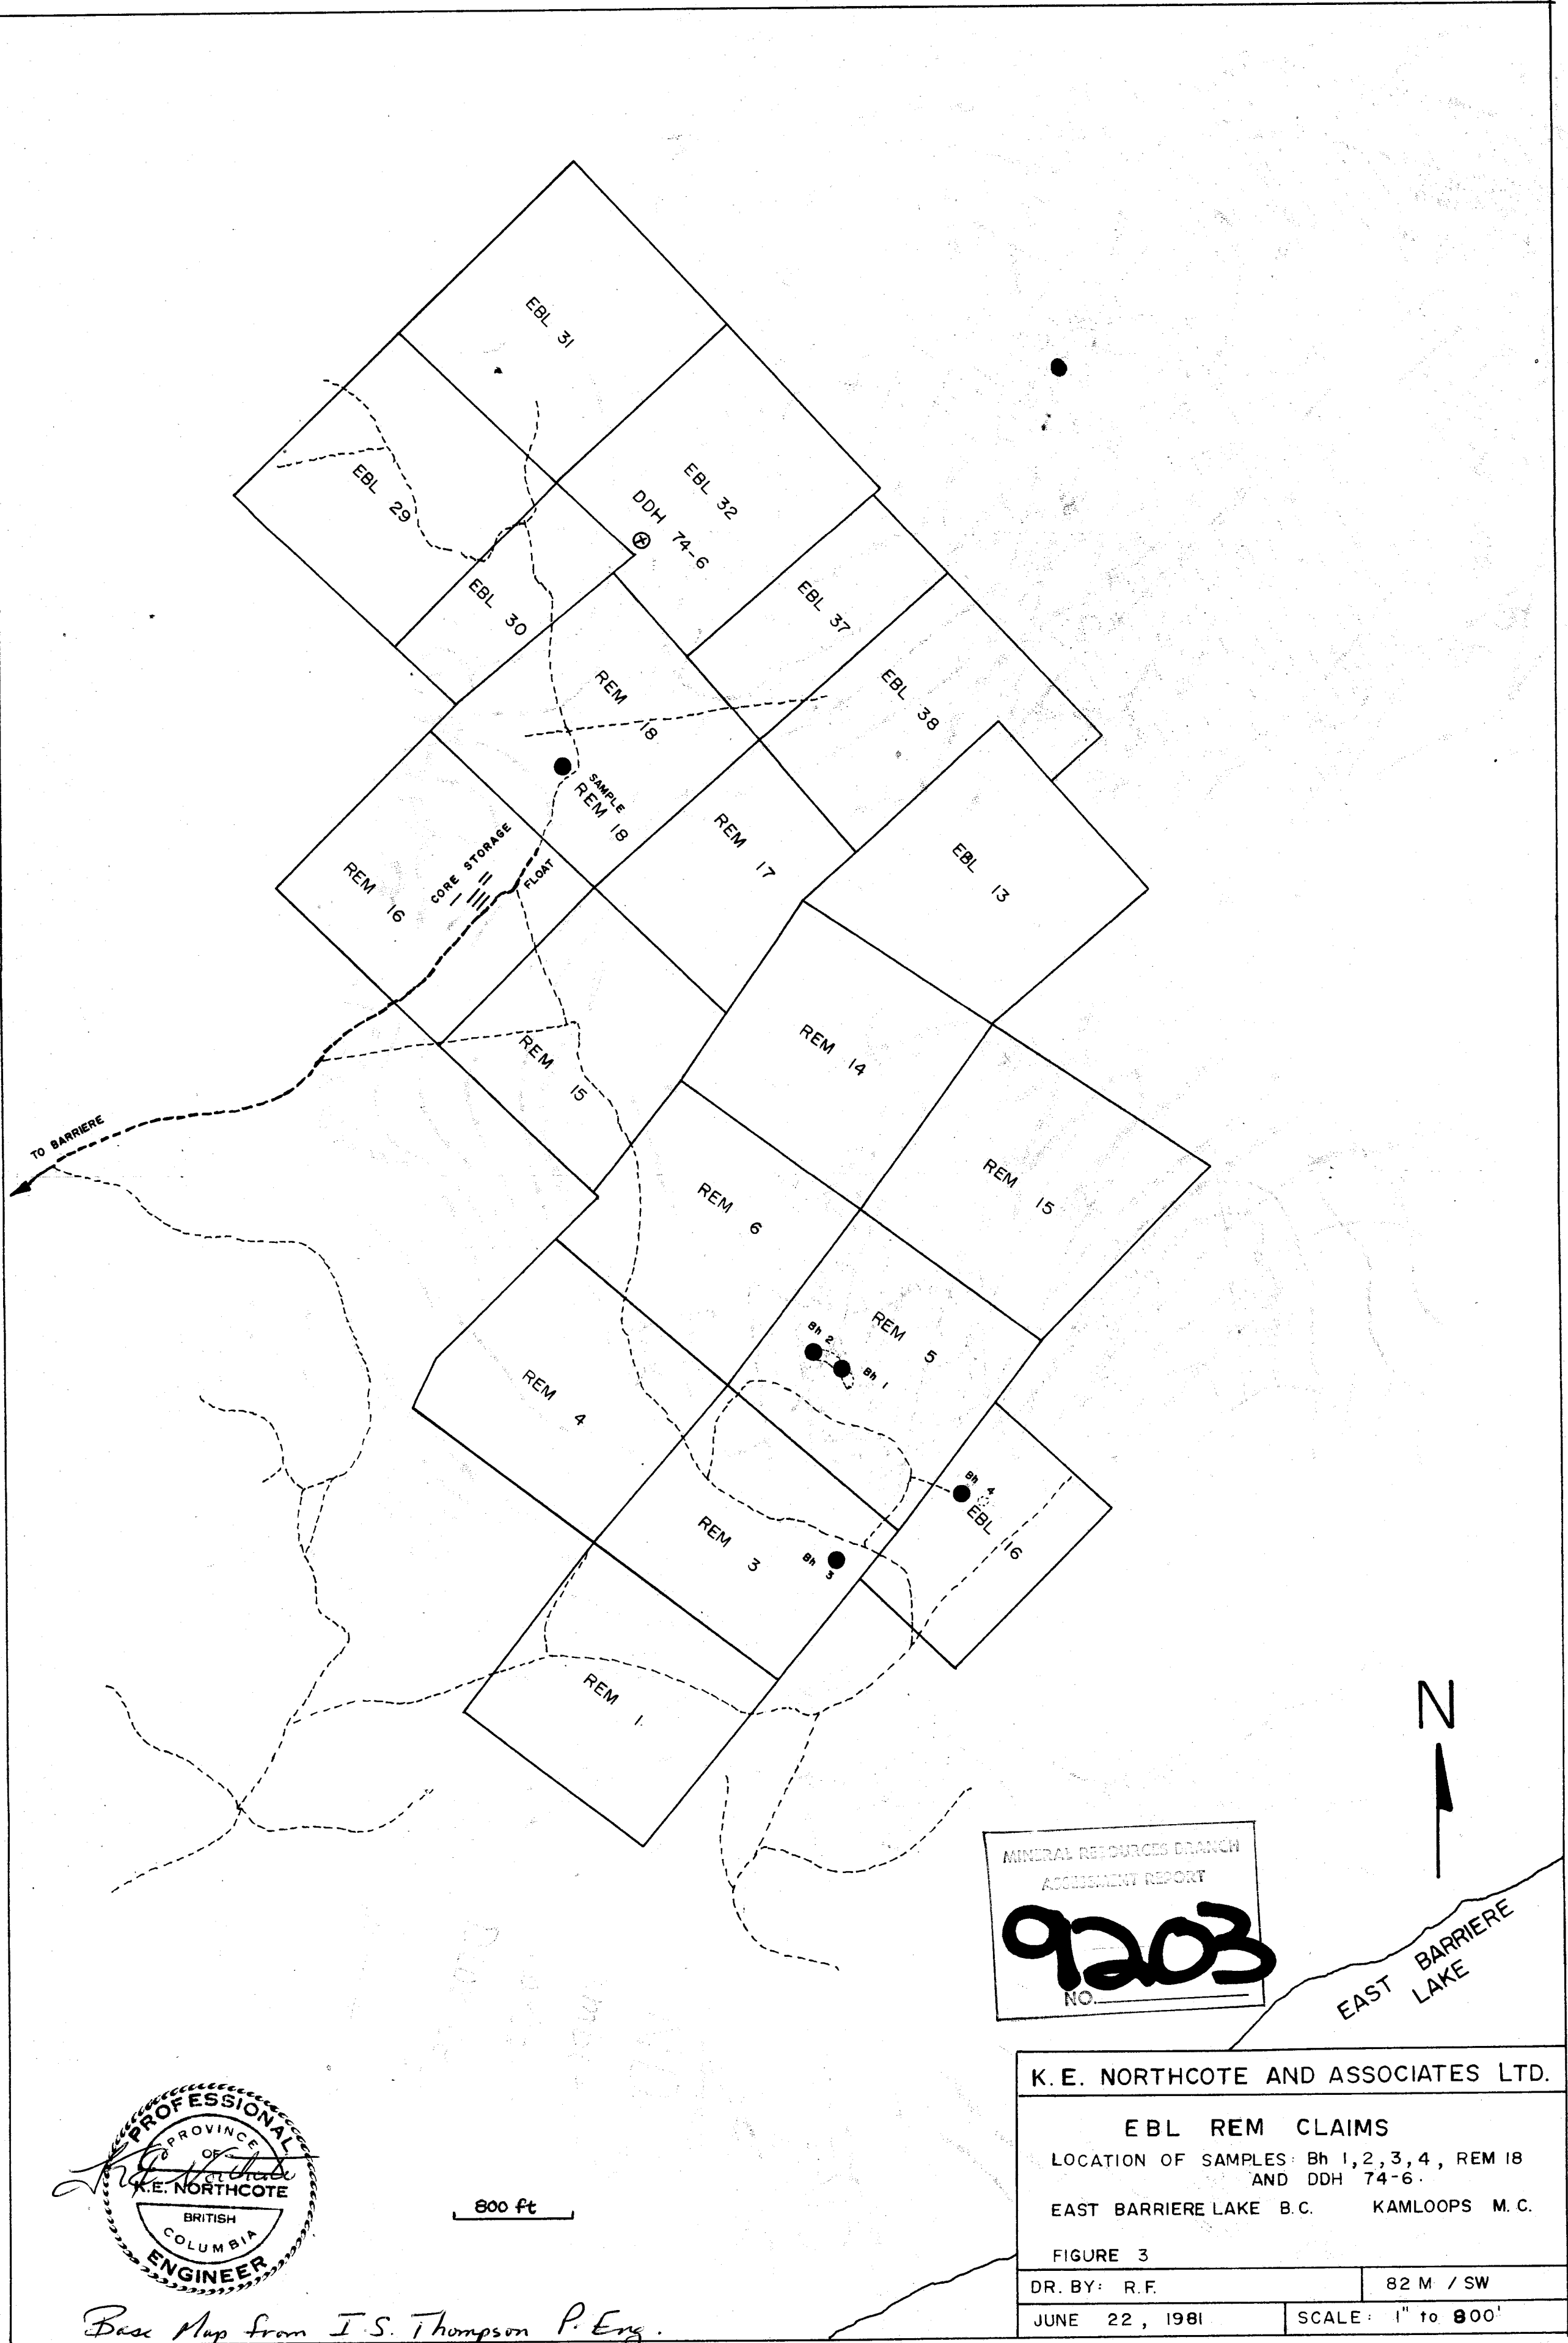 EBL 31
EBL 32
DDH 74-6
EBL 29
EBL 30
EBL 37
EBL 38
REM 18
SAMPLE
REM 18
REM 17
EBL 13
REM 16
CORE STORAGE
FLOAT
REM 14
REM 15
TO BARRIERE
REM 15
REM 6
REM 5
Bh 2
Bh 1
REM 4
Bh 4
EBL 16
REM 3
Bh 3
REM 1
N
MINERAL RESOURCES BRANCH
ASSESSMENT REPORT
9203
NO.
EAST BARRIERE
LAKE
PROFESSIONAL
PROVINCE
OF
K.E. NORTHCOTE
BRITISH
COLUMBIA
ENGINEER
800 ft
Base Map from I.S. Thompson P. Eng.
K. E. NORTHCOTE AND ASSOCIATES LTD.
EBL REM CLAIMS
LOCATION OF SAMPLES: Bh 1,2,3,4, REM 18
AND DDH 74-6.
EAST BARRIERE LAKE B.C. KAMLOOPS M.C.
FIGURE 3
DR. BY: R.F. 82 M / SW
JUNE 22, 1981 SCALE: 1" to 800'